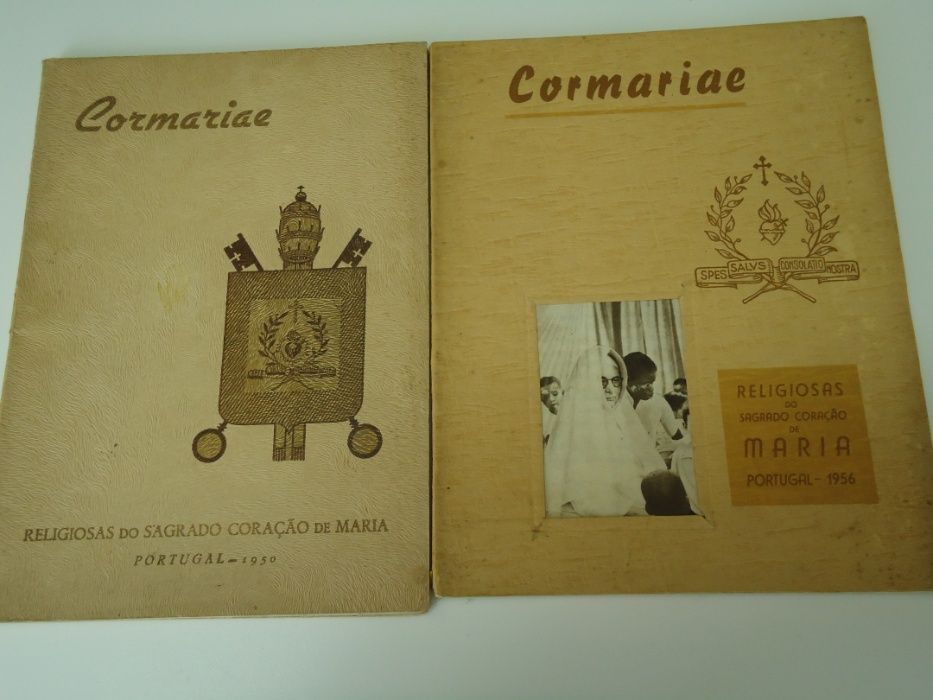 Cormariae
RELIGIOSAS DO SAGRADO CORAÇÃO DE MARIA
PORTUGAL – 1950
Cormariae
SPES SALVS CONSOLATIO NOSTRA
RELIGIOSAS
DO
SAGRADO CORAÇÃO
DE
MARIA
PORTUGAL – 1956